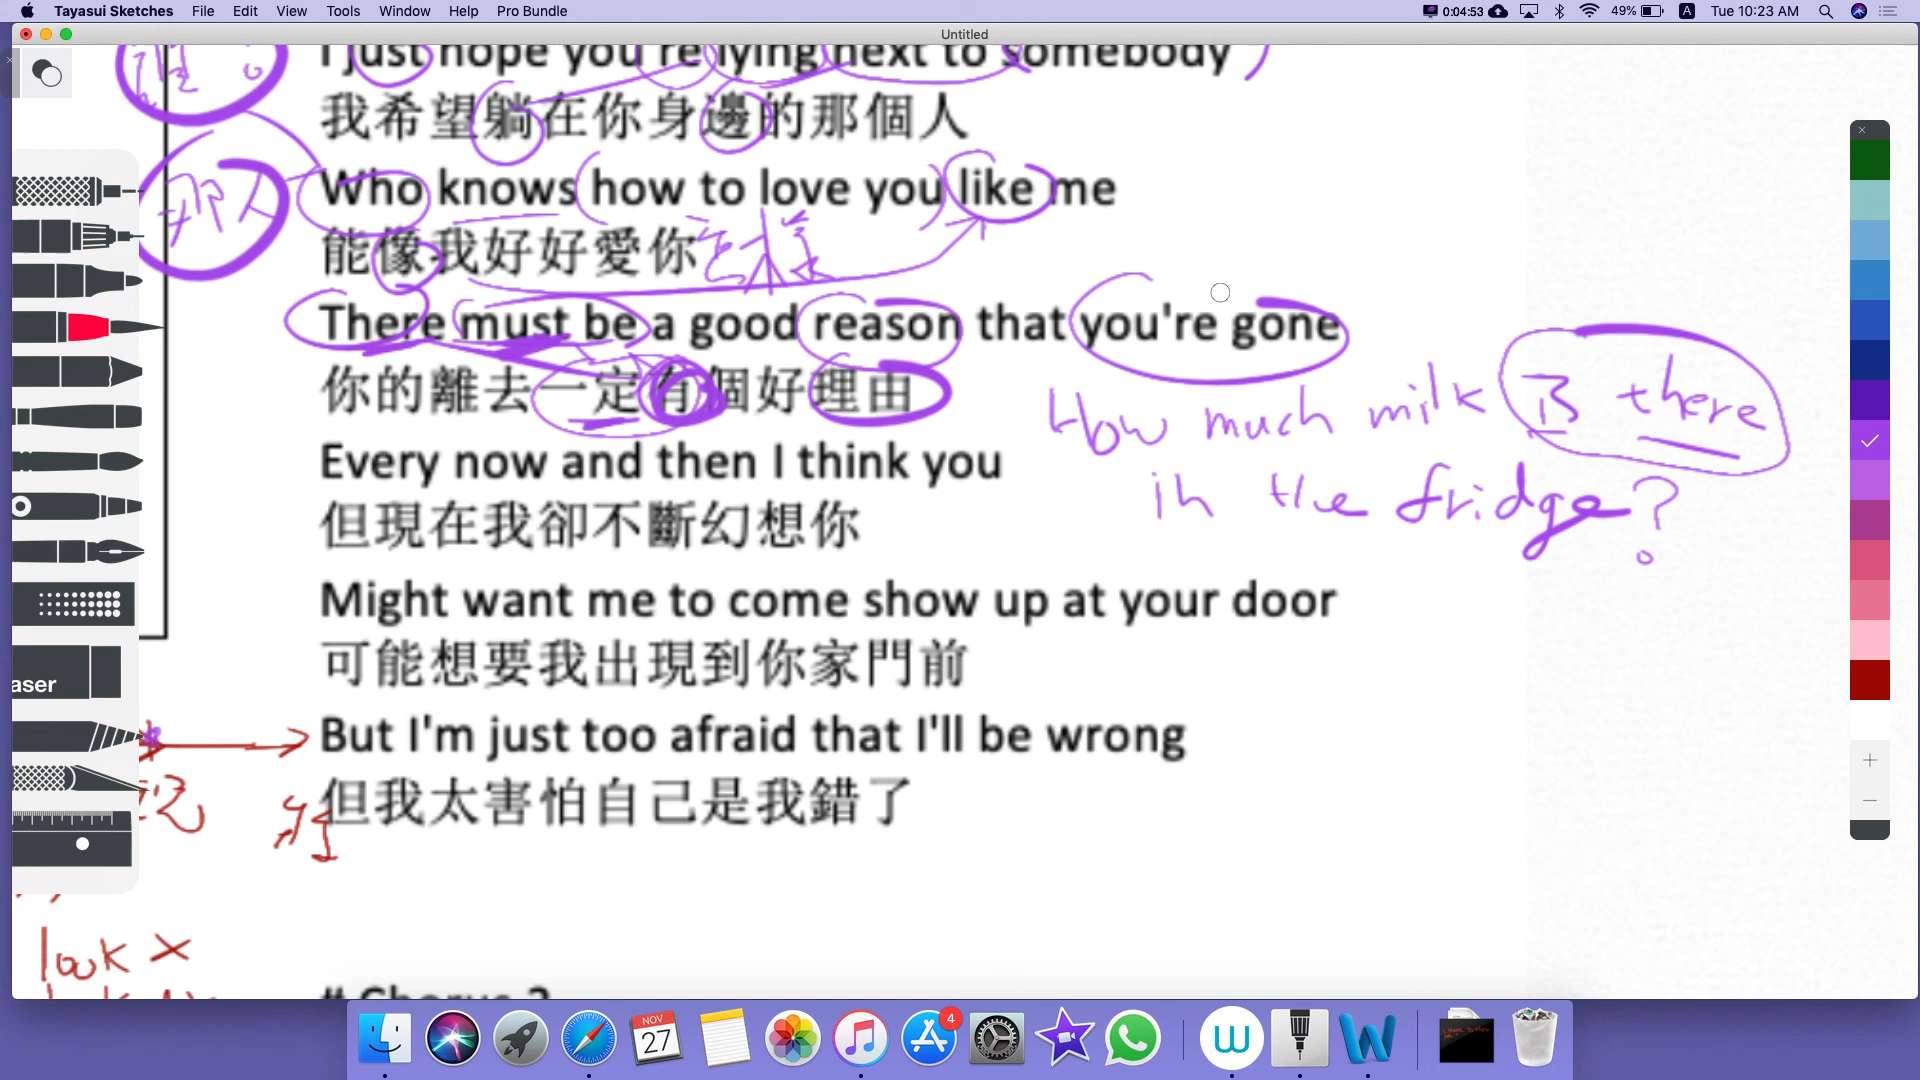 Tayasui Sketches File Edit View Tools Window Help Pro Bundle 0:04:53 49% A Tue 10:23 AM
Untitled
I just hope you're lying next to somebody
我希望躺在你身邊的那個人
Who knows how to love you like me
那人
能像我好好愛你 怎樣
There must be a good reason that you're gone
你的離去一定有個好理由
How much milk is there
in the fridge?
Every now and then I think you
但現在我卻不斷幻想你
Might want me to come show up at your door
可能想要我出現到你家門前
aser
But I'm just too afraid that I'll be wrong
但我太害怕自己是我錯了
look ×
# Chorus 2
NOV
27
4